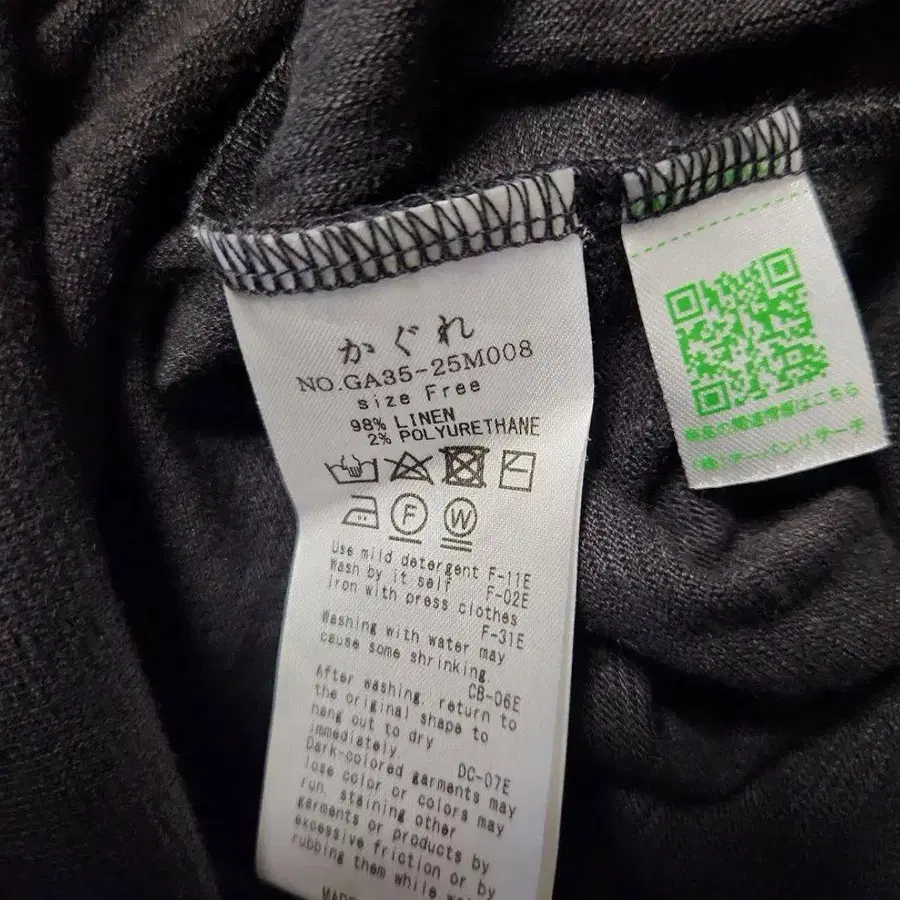 かぐれ
NO.GA35-25M008
size Free
98% LINEN
2% POLYURETHANE
F
W
Use mild detergent F-11E
Wash by it self F-02E
Iron with press clothes
F-31E
Washing with water may
cause some shrinking.
CB-06E
After washing, return to
the original shape to
hang out to dry
immediately.
DC-07E
Dark-colored garments may
lose color or colors may
run, staining other
garments or products by
excessive friction or by
rubbing them while
MADE
商品の関連情報はこちら
(株)アーバンリサーチ